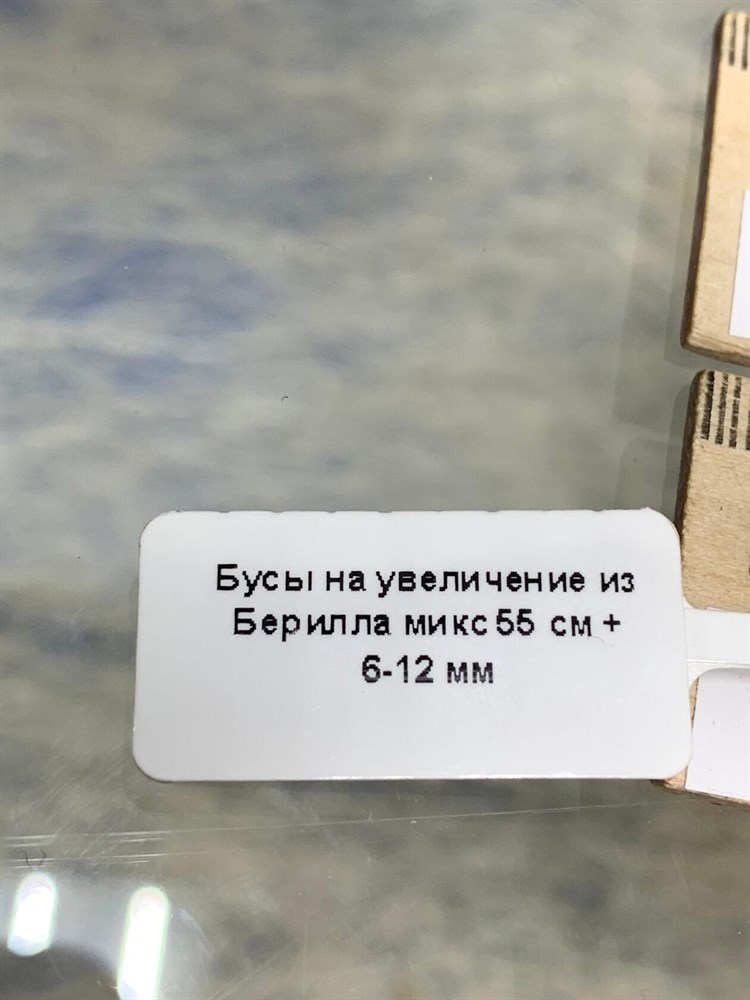 Бусы на увеличение из
Берилла микс 55 см +
6-12 мм